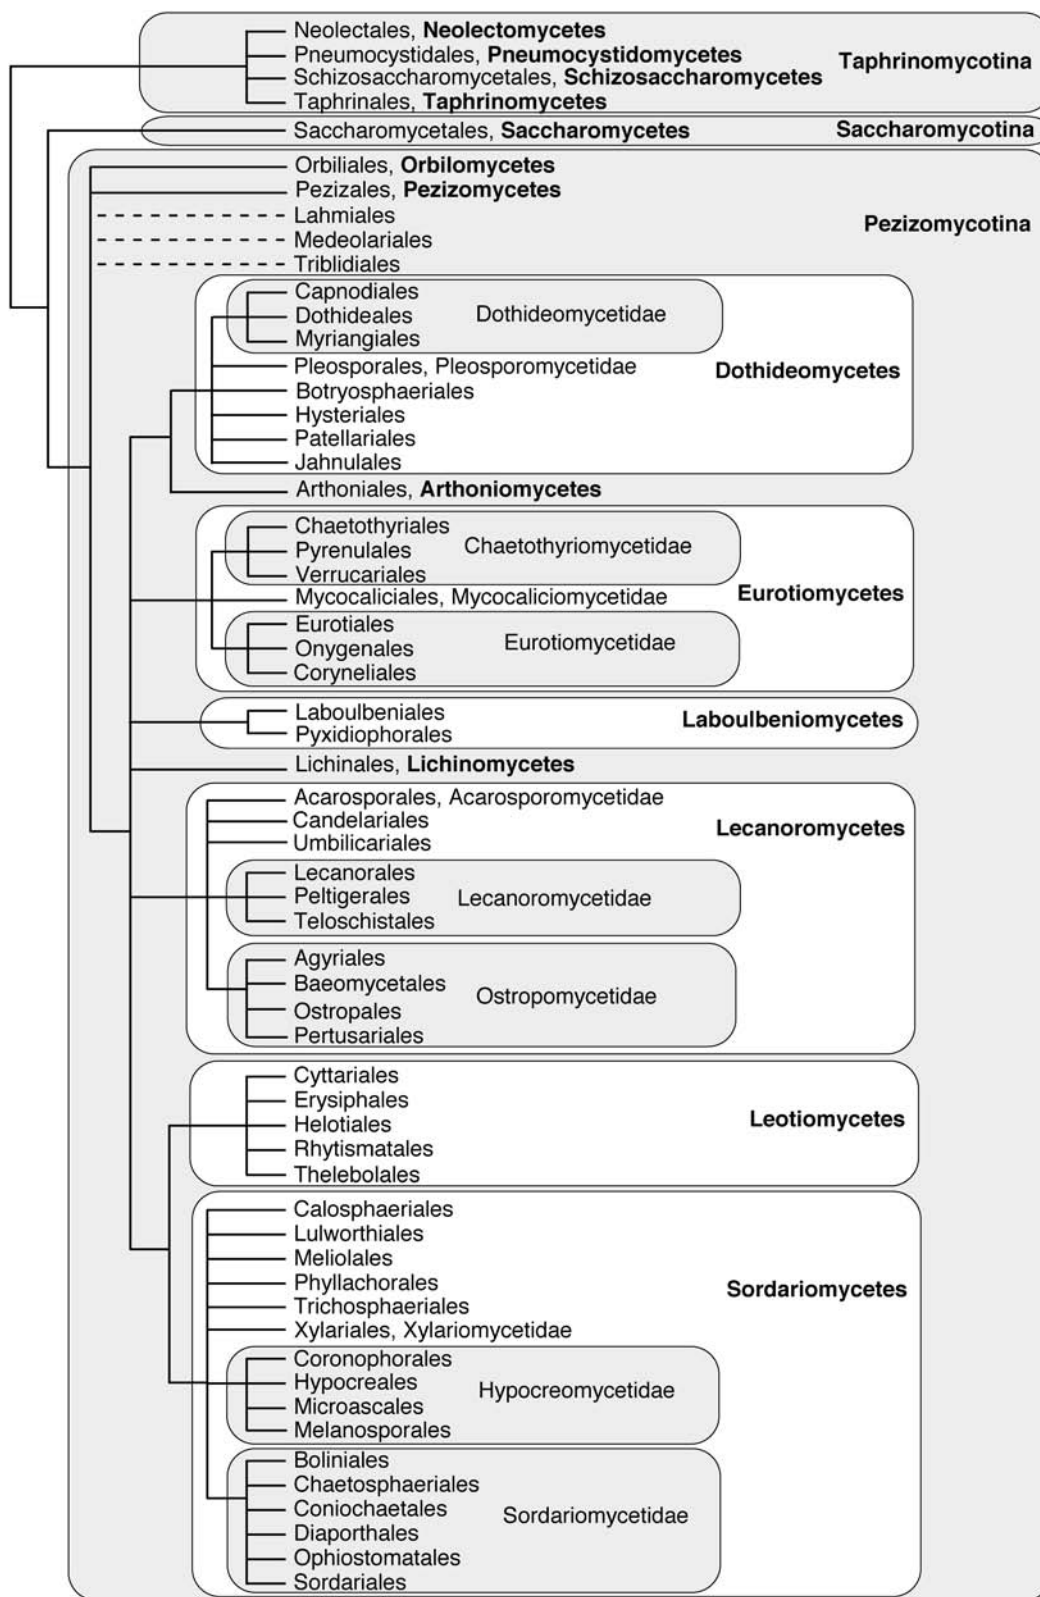 Neolectales, Neolectomycetes
Pneumocystidales, Pneumocystidomycetes
Schizosaccharomycetales, Schizosaccharomycetes
Taphrinales, Taphrinomycetes
Taphrinomycotina
Saccharomycetales, Saccharomycetes
Saccharomycotina
Orbiliales, Orbilomycetes
Pezizales, Pezizomycetes
Lahmiales
Medeolariales
Triblidiales
Pezizomycotina
Capnodiales
Dothideales
Myriangiales
Dothideomycetidae
Pleosporales, Pleosporomycetidae
Botryosphaeriales
Hysteriales
Patellariales
Jahnulales
Dothideomycetes
Arthoniales, Arthoniomycetes
Chaetothyriales
Pyrenulales
Verrucariales
Chaetothyriomycetidae
Mycocaliciales, Mycocaliciomycetidae
Eurotiales
Onygenales
Coryneliales
Eurotiomycetidae
Eurotiomycetes
Laboulbeniales
Pyxidiophorales
Laboulbeniomycetes
Lichinales, Lichinomycetes
Acarosporales, Acarosporomycetidae
Candelariales
Umbilicariales
Lecanoromycetes
Lecanorales
Peltigerales
Teloschistales
Lecanoromycetidae
Agyriales
Baeomycetales
Ostropales
Pertusariales
Ostropomycetidae
Cyttariales
Erysiphales
Helotiales
Rhytismatales
Thelebolales
Leotiomycetes
Calosphaeriales
Lulworthiales
Meliolales
Phyllachorales
Trichosphaeriales
Xylariales, Xylariomycetidae
Sordariomycetes
Coronophorales
Hypocreales
Microascales
Melanosporales
Hypocreomycetidae
Boliniales
Chaetosphaeriales
Coniochaetales
Diaporthales
Ophiostomatales
Sordariales
Sordariomycetidae